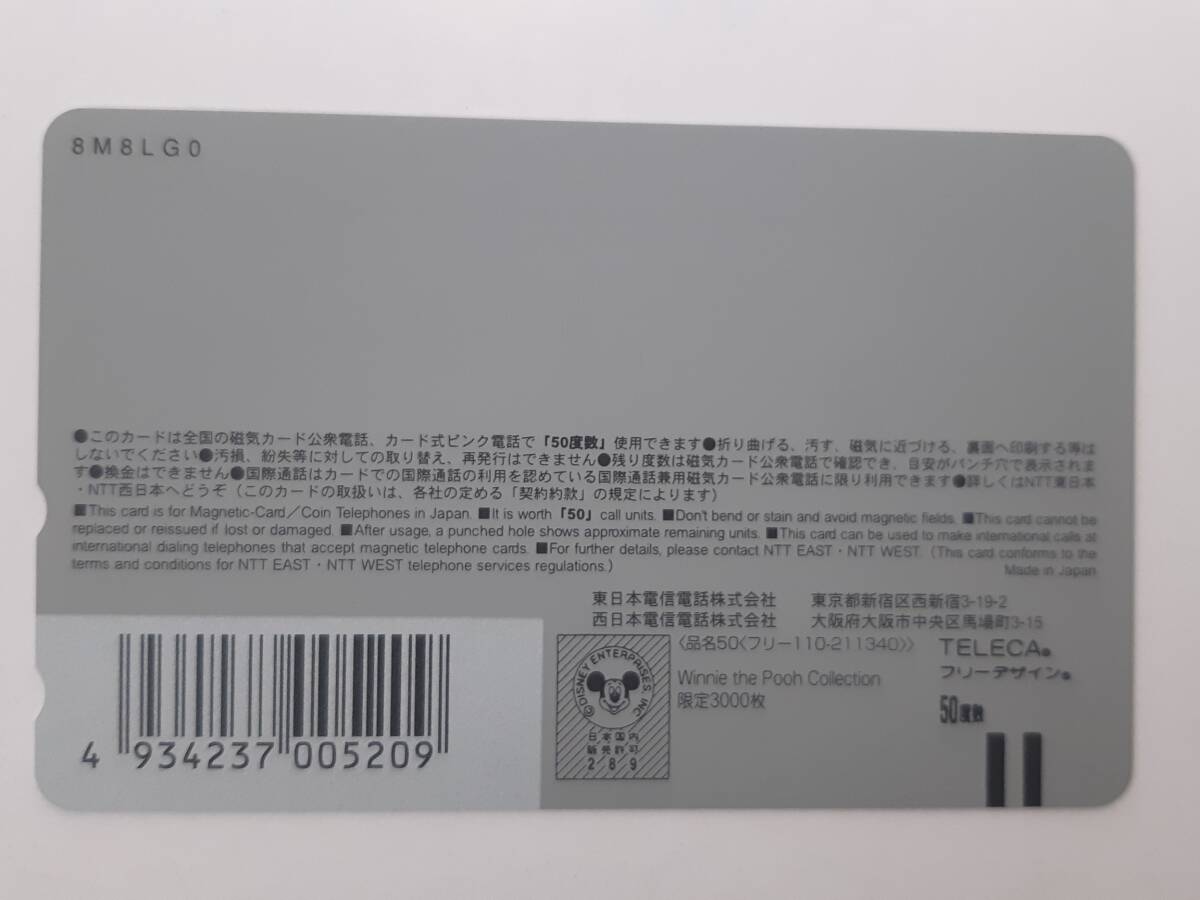 8M8LG0
●このカードは全国の磁気カード公衆電話、カード式ピンク電話で「50度数」使用できます●折り曲げる、汚す、磁気に近づける、裏面へ印刷する等は
しないでください●汚損、紛失等に対しての取り替え、再発行はできません●残り度数は磁気カード公衆電話で確認でき、目安がパンチ穴で表示されま
す●換金はできません●国際通話はカードでの国際通話の利用を認めている国際通話兼用磁気カード公衆電話に限り利用できます●詳しくはNTT東日本
・NTT西日本へどうぞ（このカードの取扱いは、各社の定める「契約約款」の規定によります）
■This card is for Magnetic-Card/Coin Telephones in Japan. ■It is worth「50」call units. ■Don't bend or stain and avoid magnetic fields. ■This card cannot be
replaced or reissued if lost or damaged. ■After usage, a punched hole shows approximate remaining units. ■This card can be used to make international calls at
international dialing telephones that accept magnetic telephone cards. ■For further details, please contact NTT EAST・NTT WEST. (This card conforms to the
terms and conditions for NTT EAST・NTT WEST telephone services regulations.)
Made in Japan
東日本電信電話株式会社 東京都新宿区西新宿3-19-2
西日本電信電話株式会社 大阪府大阪市中央区馬場町3-15
〈品名50〈フリー110-211340〉〉
TELECA®
フリーデザイン®
Winnie the Pooh Collection
限定3000枚
50度数
©DISNEY ENTERPRISES, INC
日本国内
販売許可
289
4 934237 005209